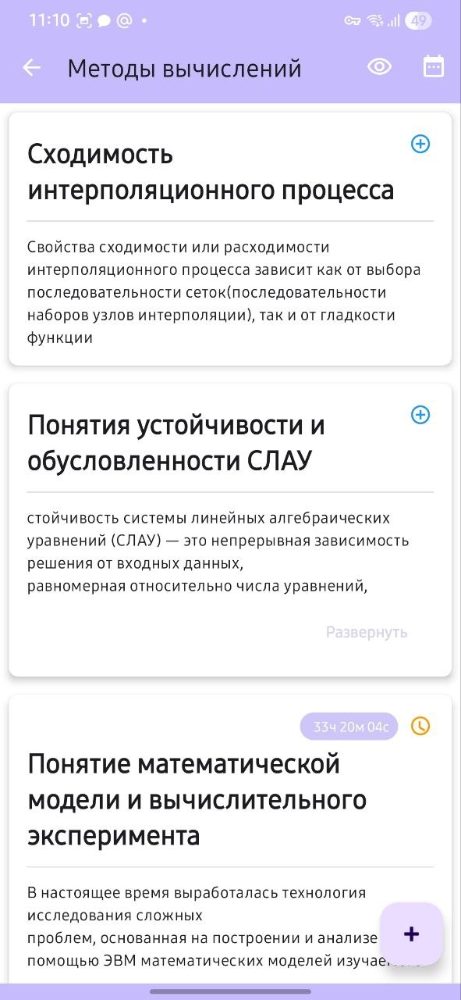 11:10
49
Методы вычислений
Сходимость
интерполяционного процесса
Свойства сходимости или расходимости
интерполяционного процесса зависит как от выбора
последовательности сеток(последовательности
наборов узлов интерполяции), так и от гладкости
функции
Понятия устойчивости и
обусловленности СЛАУ
стойчивость системы линейных алгебраических
уравнений (СЛАУ) — это непрерывная зависимость
решения от входных данных,
равномерная относительно числа уравнений,
Развернуть
33ч 20м 04с
Понятие математической
модели и вычислительного
эксперимента
В настоящее время выработалась технология
исследования сложных
проблем, основанная на построении и анализе
помощью ЭВМ математических моделей